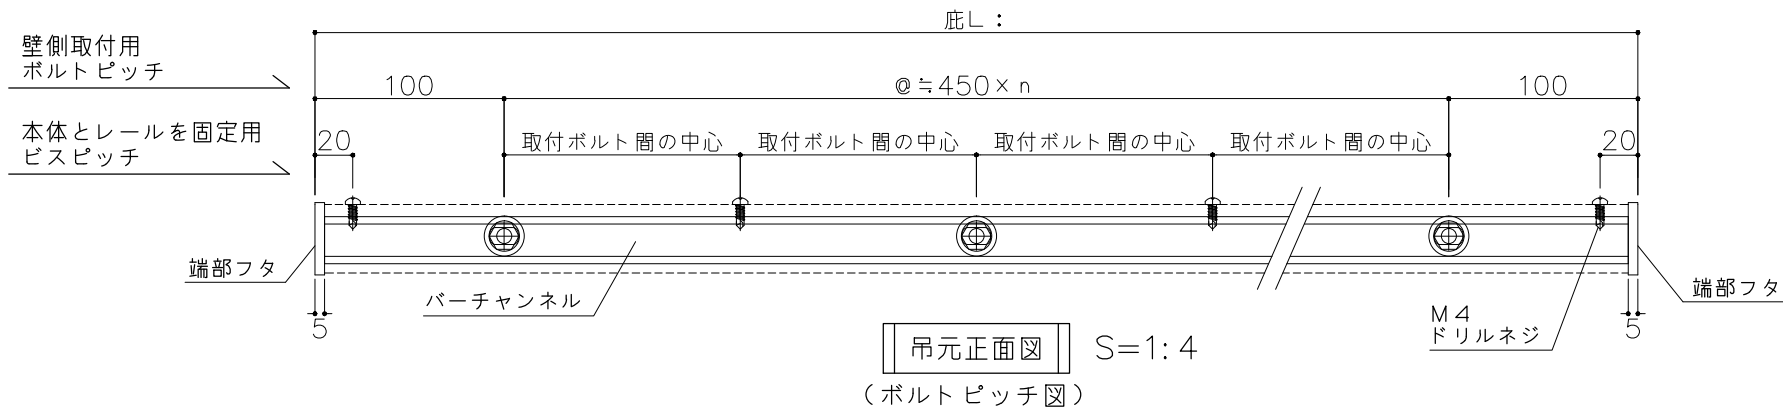 庇L：
壁側取付用
ボルトピッチ
100
@≒450×n
100
本体とレールを固定用
ビスピッチ
20
取付ボルト間の中心
取付ボルト間の中心
取付ボルト間の中心
取付ボルト間の中心
20
端部フタ
バーチャンネル
端部フタ
5
M4
ドリルネジ
5
吊元正面図
S=1:4
(ボルトピッチ図)